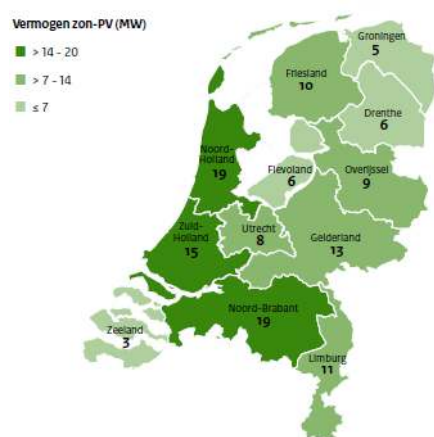 Vermogen zon-PV (MW)
> 14 - 20
> 7 - 14
≤ 7
Groningen
5
Friesland
10
Drenthe
6
Noord-
Holland
19
Flevoland
6
Overijssel
9
Zuid-
Holland
15
Utrecht
8
Gelderland
13
Noord-Brabant
19
Zeeland
3
Limburg
11